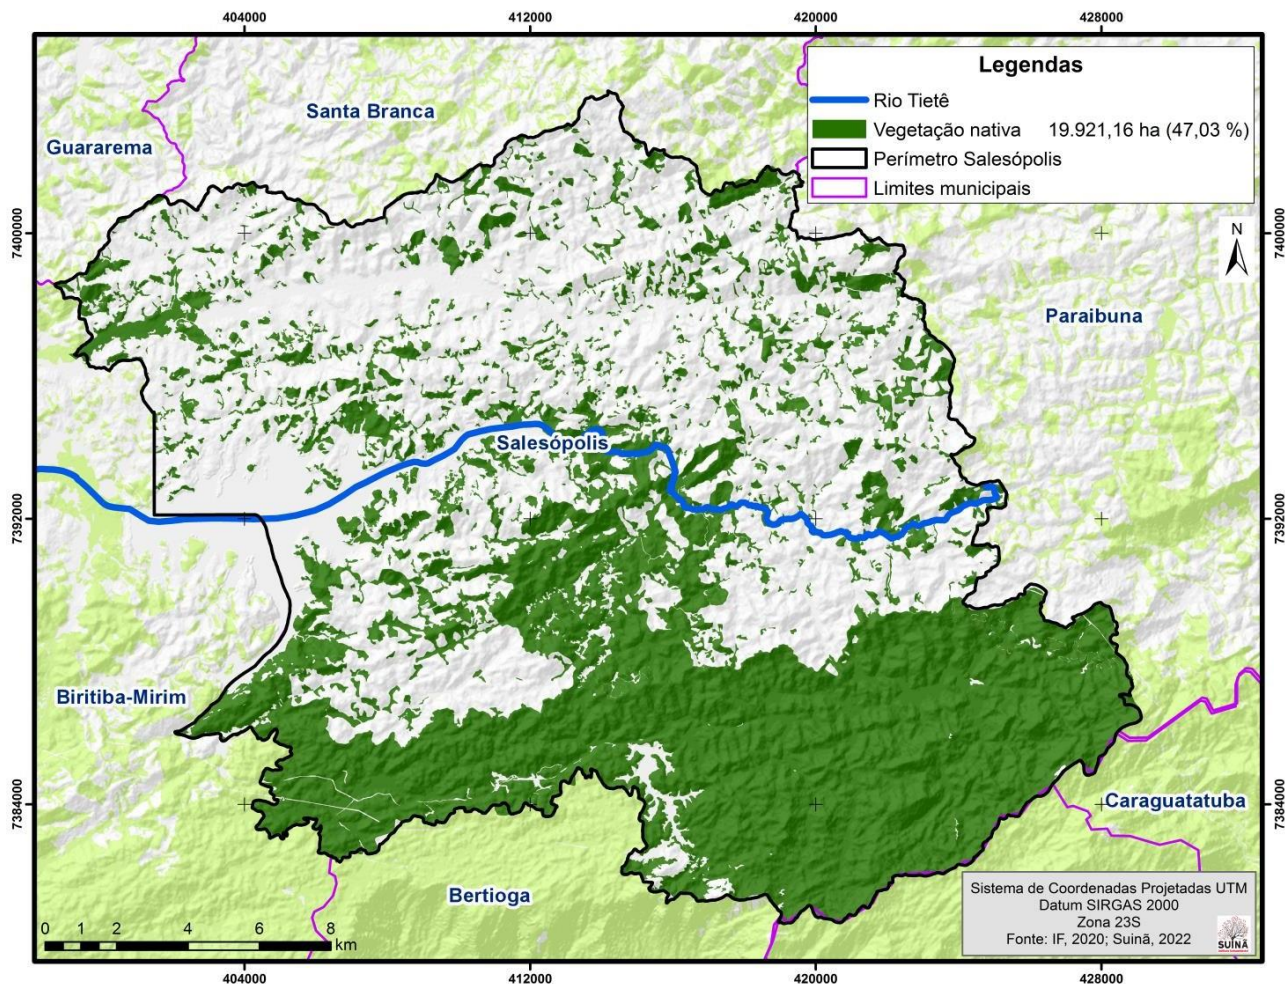 404000
412000
420000
428000
Legendas
Rio Tietê
Vegetação nativa 19.921,16 ha (47,03 %)
Perímetro Salesópolis
Limites municipais
Santa Branca
Guararema
7400000
7400000
N
Paraibuna
Salesópolis
7392000
7392000
Biritiba-Mirim
7384000
7384000
Caraguatatuba
Bertioga
Sistema de Coordenadas Projetadas UTM
Datum SIRGAS 2000
Zona 23S
Fonte: IF, 2020; Suinã, 2022
SUINÃ
0 1 2 4 6 8
km
404000
412000
420000
428000